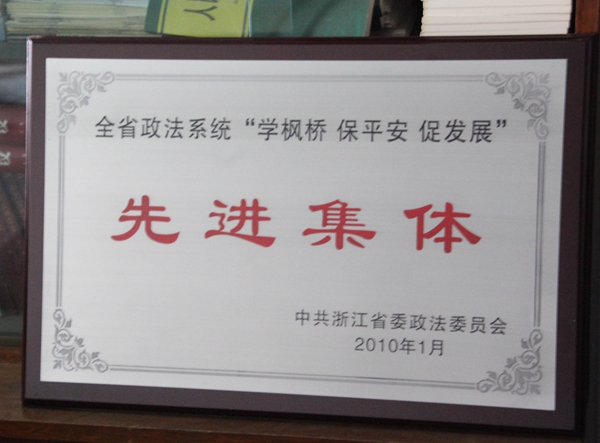 全省政法系统“学枫桥 保平安 促发展”
先进集体
中共浙江省委政法委员会
2010年1月